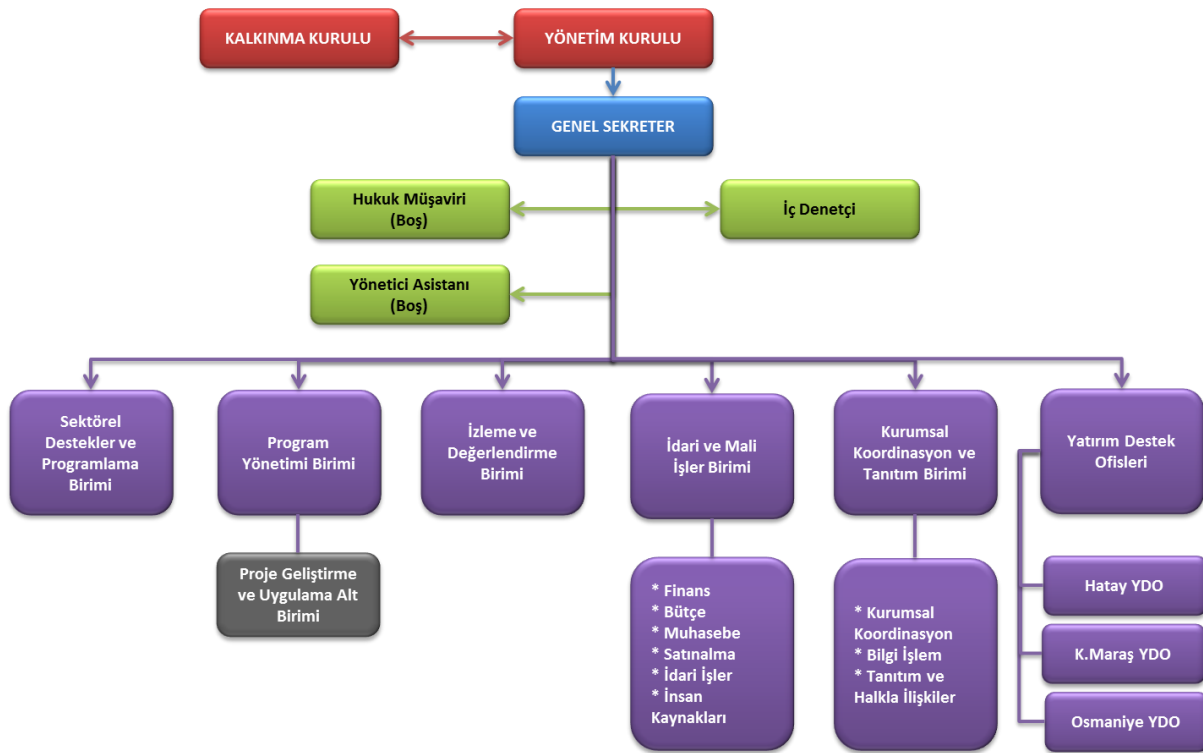 KALKINMA KURULU
YÖNETİM KURULU
GENEL SEKRETER
Hukuk Müşaviri
(Boş)
İç Denetçi
Yönetici Asistanı
(Boş)
Sektörel
Destekler ve
Programlama
Birimi
Program
Yönetimi Birimi
İzleme ve
Değerlendirme
Birimi
İdari ve Mali
İşler Birimi
Kurumsal
Koordinasyon ve
Tanıtım Birimi
Yatırım Destek
Ofisleri
Proje Geliştirme
ve Uygulama Alt
Birimi
* Finans
* Bütçe
* Muhasebe
* Satınalma
* İdari İşler
* İnsan
Kaynakları
* Kurumsal
Koordinasyon
* Bilgi İşlem
* Tanıtım ve
Halkla İlişkiler
Hatay YDO
K.Maraş YDO
Osmaniye YDO